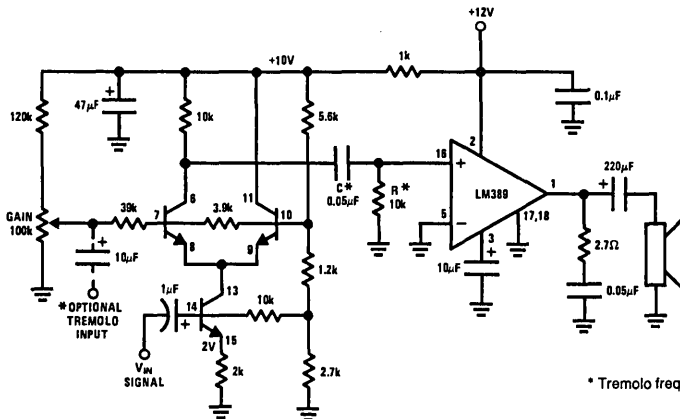 +12V
+10V
1k
120k
47µF
+
10k
5.6k
0.1µF
2
16
+
C*
0.05µF
R*
10k
LM389
1
220µF
+
5
−
17,18
3
+
10µF
2.7Ω
0.05µF
6
11
GAIN
100k
39k
7
3.9k
10
8
9
+
10µF
*OPTIONAL
TREMOLO
INPUT
1.2k
13
1µF
14
+
10k
15
2V
VIN
SIGNAL
2k
2.7k
* Tremolo freq